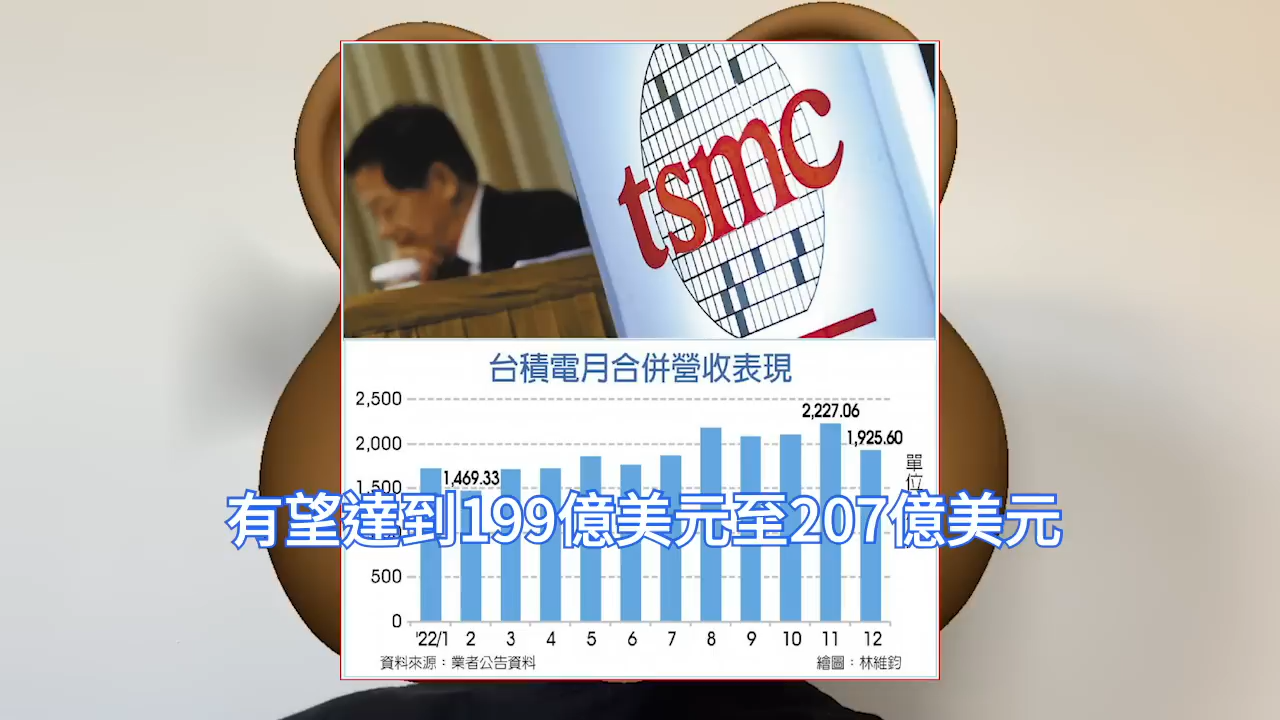 tsmc
台積電月合併營收表現
2,500
2,000
1,500
500
0
1,469.33
2,227.06
1,925.60
單位
有望達到199億美元至207億美元
'22/1 2 3 4 5 6 7 8 9 10 11 12
資料來源：業者公告資料
繪圖：林維鈞